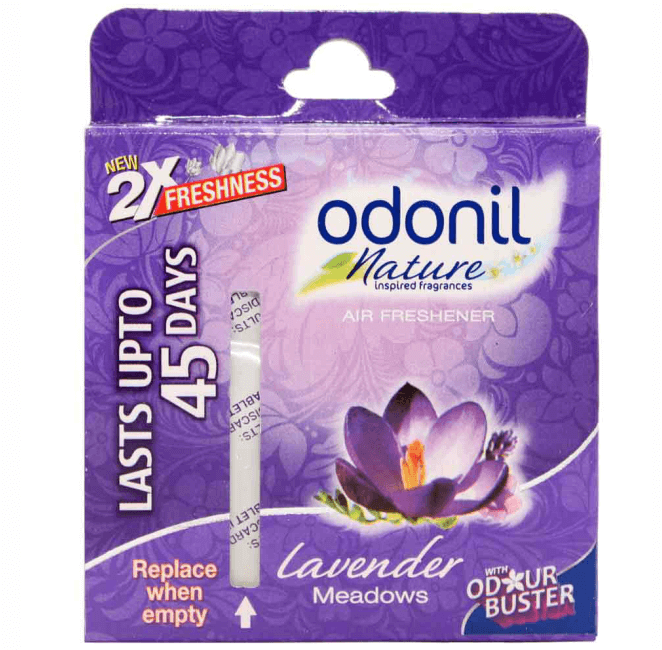 NEW
2X
FRESHNESS
odonil
Nature
inspired fragrances
AIR FRESHENER
LASTS UPTO
45 DAYS
Replace
when
empty
Lavender
Meadows
WITH
ODOUR
BUSTER